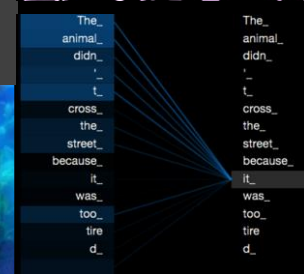 The_
animal_
didn_
'_
t_
cross_
the_
street_
because_
it_
was_
too_
tire
d_
The_
animal_
didn_
'_
t_
cross_
the_
street_
because_
it_
was_
too_
tire
d_